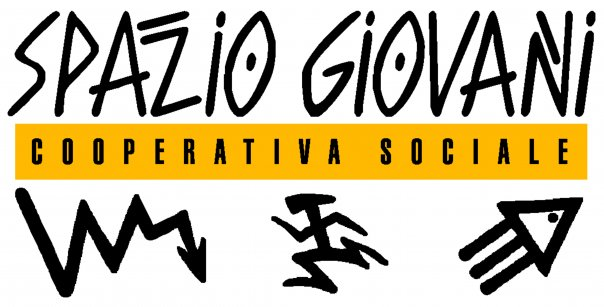 SPAZIO GIOVANI
COOPERATIVA SOCIALE